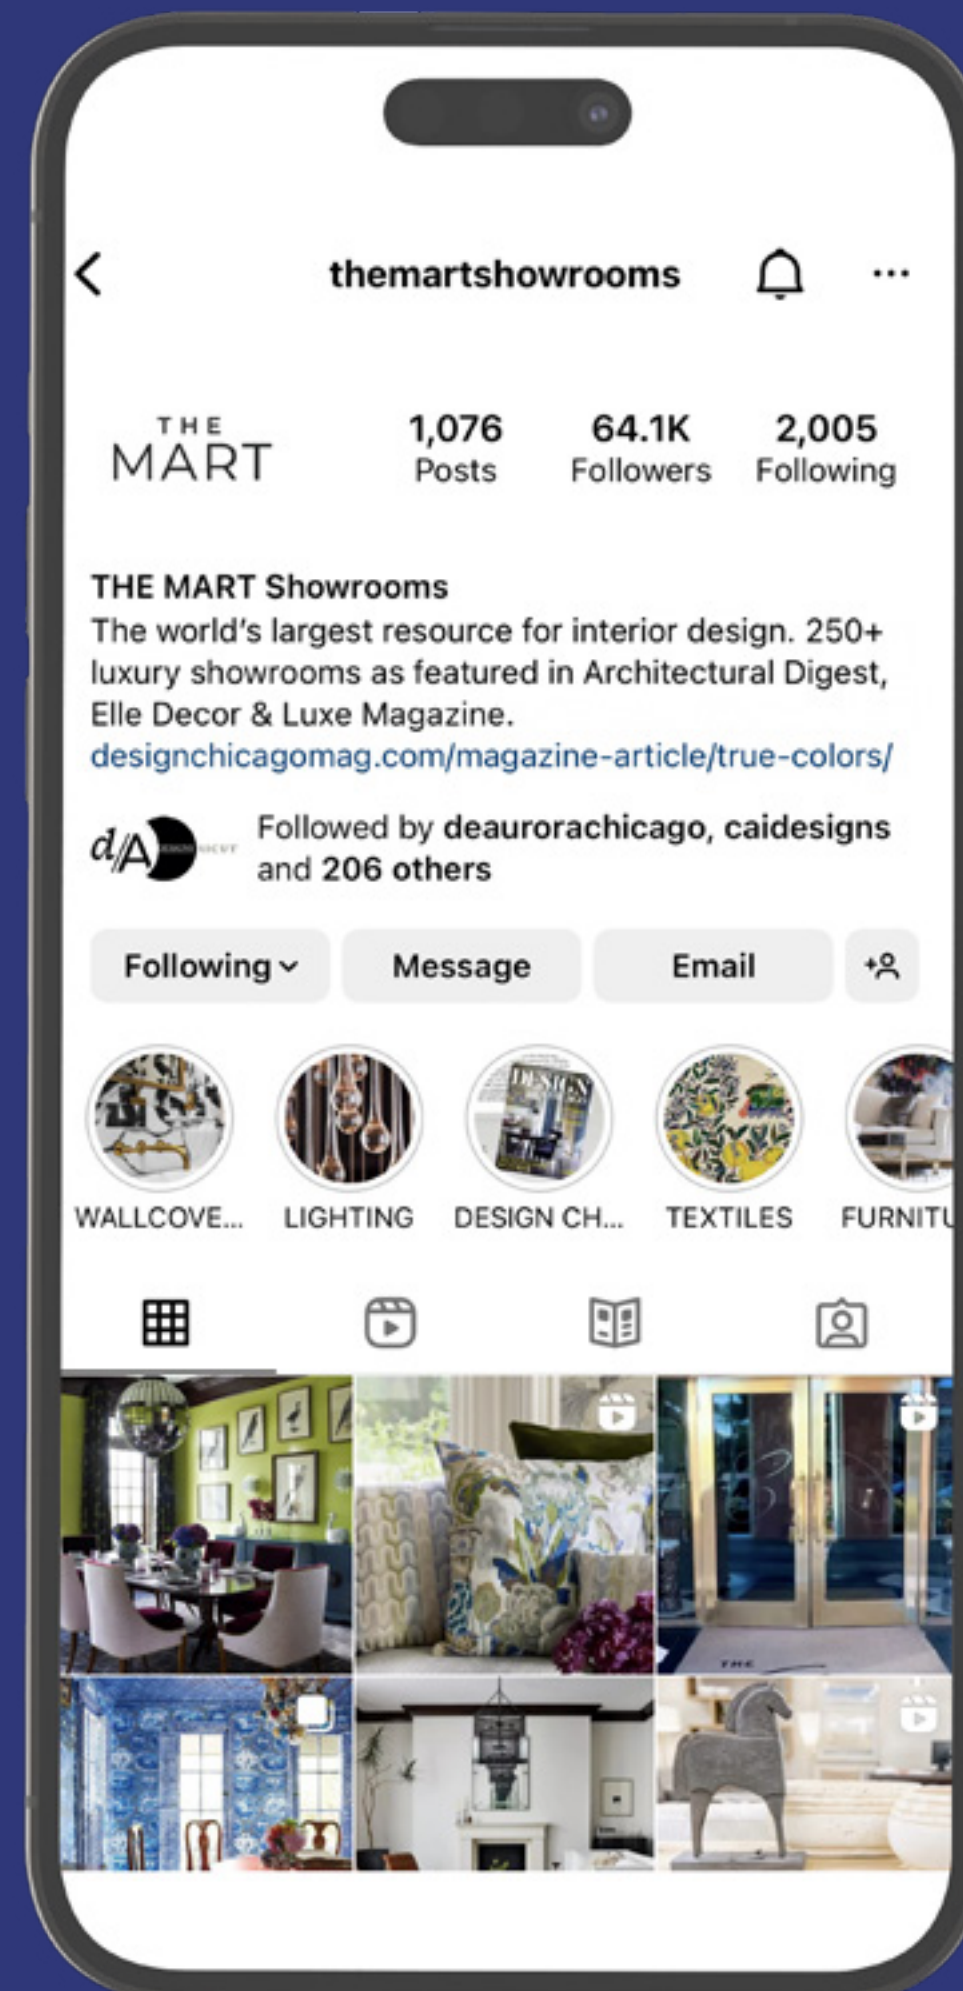 themartshowrooms
THE
MART
1,076
Posts
64.1K
Followers
2,005
Following
THE MART Showrooms
The world's largest resource for interior design. 250+
luxury showrooms as featured in Architectural Digest,
Elle Decor & Luxe Magazine.
designchicagomag.com/magazine-article/true-colors/
d/A
Followed by deaurorachicago, caidesigns
and 206 others
Following
Message
Email
WALLCOVE...
LIGHTING
DESIGN CH...
TEXTILES
FURNITU
DESIGN
THE